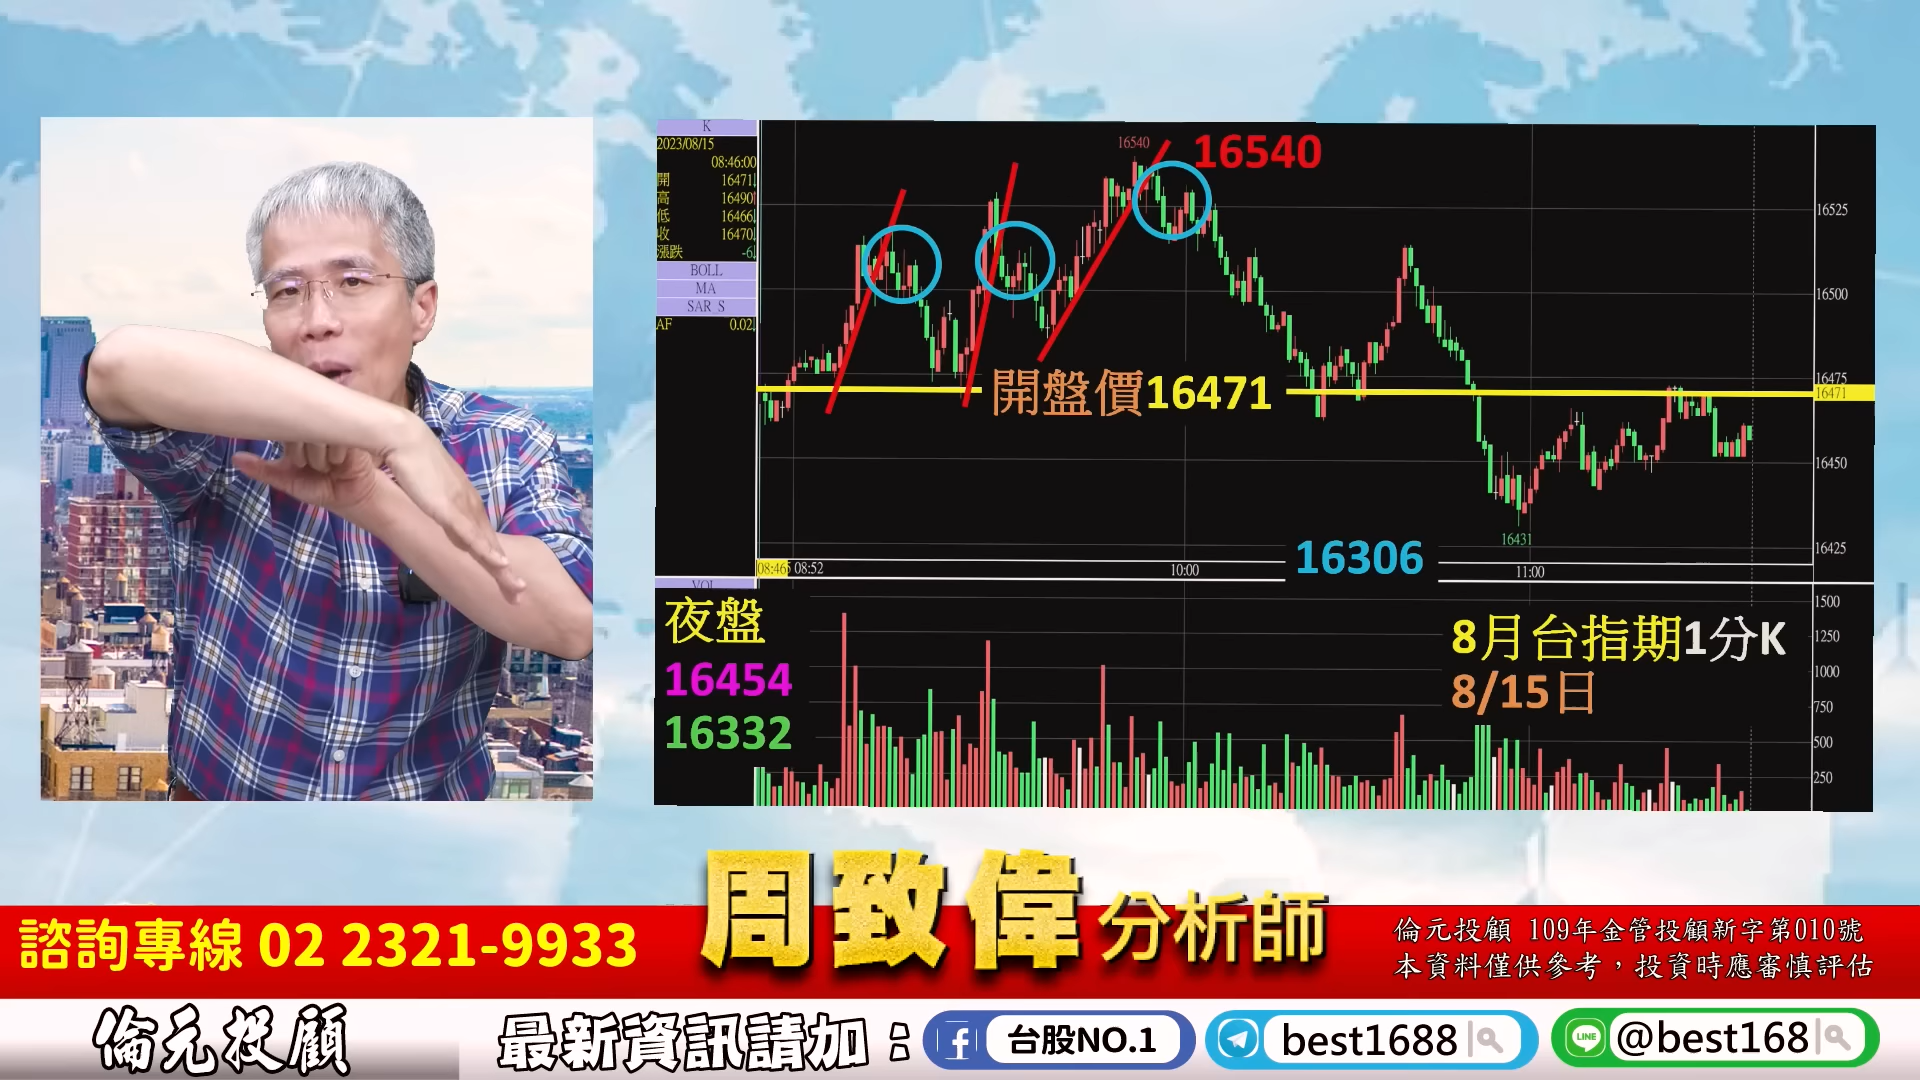 K
2023/08/15
08:46:00
開 16471
高 16490
低 16466
收 16470
漲跌 -6
BOLL
MA
SAR_S
AF 0.02
16540
16540
16525
16500
16475
16471
16450
16425
開盤價16471
16431
16306
08:46 08:52 10:00 11:00
VOL
夜盤
16454
16332
8月台指期1分K
8/15日
1500
1250
1000
750
500
250
周致偉 分析師
諮詢專線 02 2321-9933
倫元投顧 109年金管投顧新字第010號
本資料僅供參考，投資時應審慎評估
倫元投顧
最新資訊請加：
台股NO.1
best1688
LINE
@best168